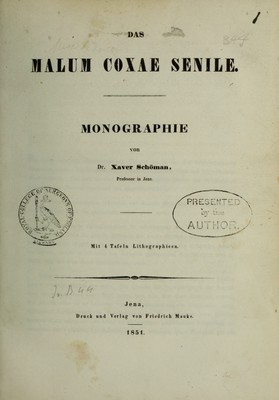 1
DAS
MALUM COXAE SENILE.
MONOGRAPHIE
VON
Dr. Xaver Schöman,
Professor in Jena.
PRESENTED
by the
AUTHOR.
Mit 4 Tafeln Lithographieen.
Jena,
Druck und Verlag von Friedrich Mauke.
1851.